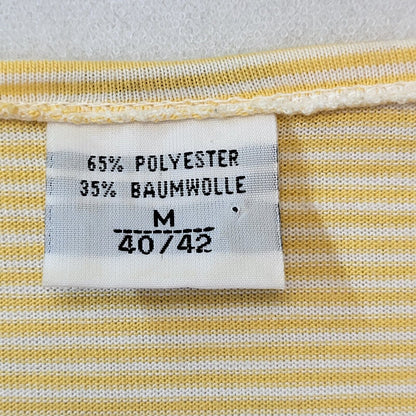 65% POLYESTER
35% BAUMWOLLE
M
40/42